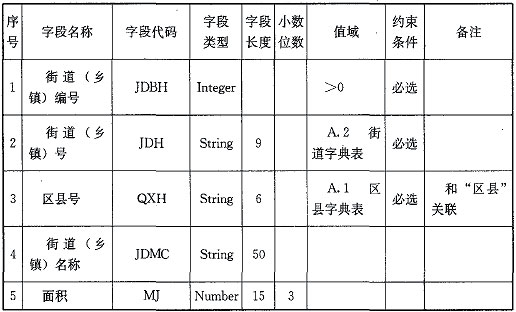 序号 字段名称 字段代码 字段类型 字段长度 小数位数 值域 约束条件 备注
1 街道（乡镇）编号 JDBH Integer >0 必选
2 街道（乡镇）号 JDH String 9 A.2 街道字典表 必选
3 区县号 QXH String 6 A.1 区县字典表 必选 和“区县”关联
4 街道（乡镇）名称 JDMC String 50
5 面积 MJ Number 15 3